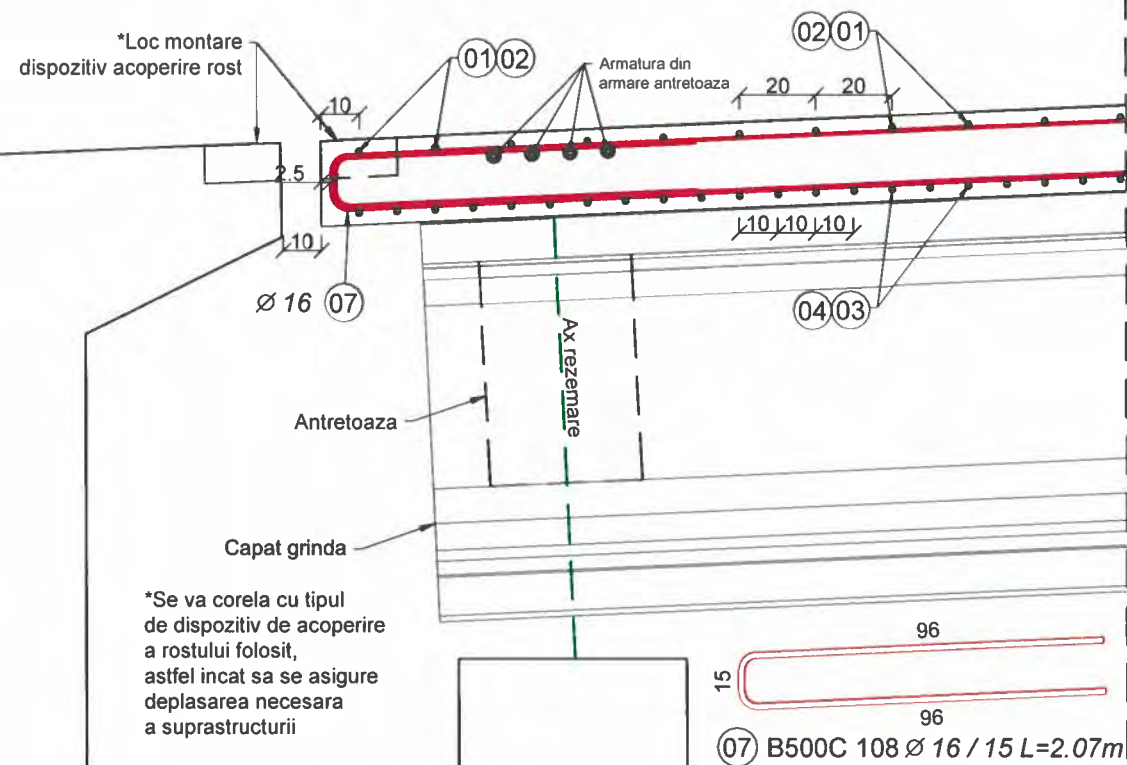 *Loc montare
dispozitiv acoperire rost
01 02
Armatura din
armare antretoaza
02 01
20 20
10
2.5
10
10 10 10
Ø 16 07
04 03
Ax rezemare
Antretoaza
Capat grinda
*Se va corela cu tipul
de dispozitiv de acoperire
a rostului folosit,
astfel incat sa se asigure
deplasarea necesara
a suprastructurii
96
15
96
07 B500C 108 Ø 16 / 15 L=2.07m